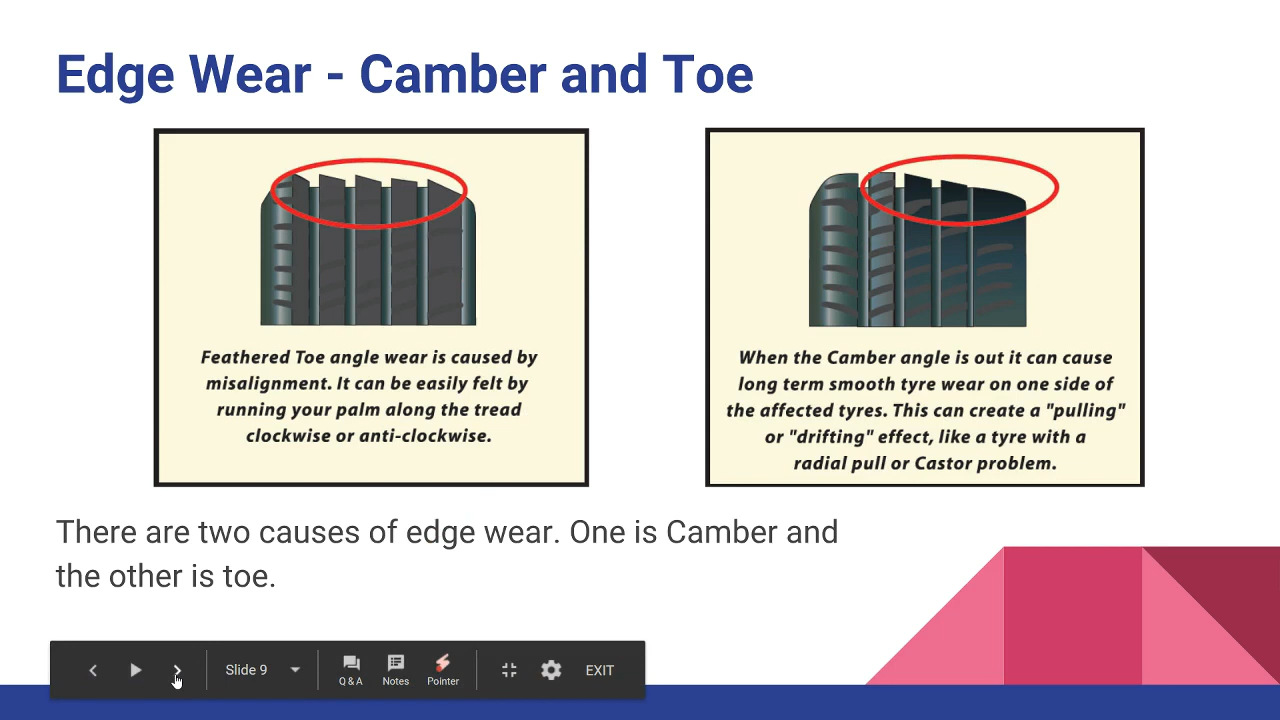 Edge Wear - Camber and Toe
Feathered Toe angle wear is caused by
misalignment. It can be easily felt by
running your palm along the tread
clockwise or anti-clockwise.
When the Camber angle is out it can cause
long term smooth tyre wear on one side of
the affected tyres. This can create a "pulling"
or "drifting" effect, like a tyre with a
radial pull or Castor problem.
There are two causes of edge wear. One is Camber and
the other is toe.
Slide 9
Q & A
Notes
Pointer
EXIT